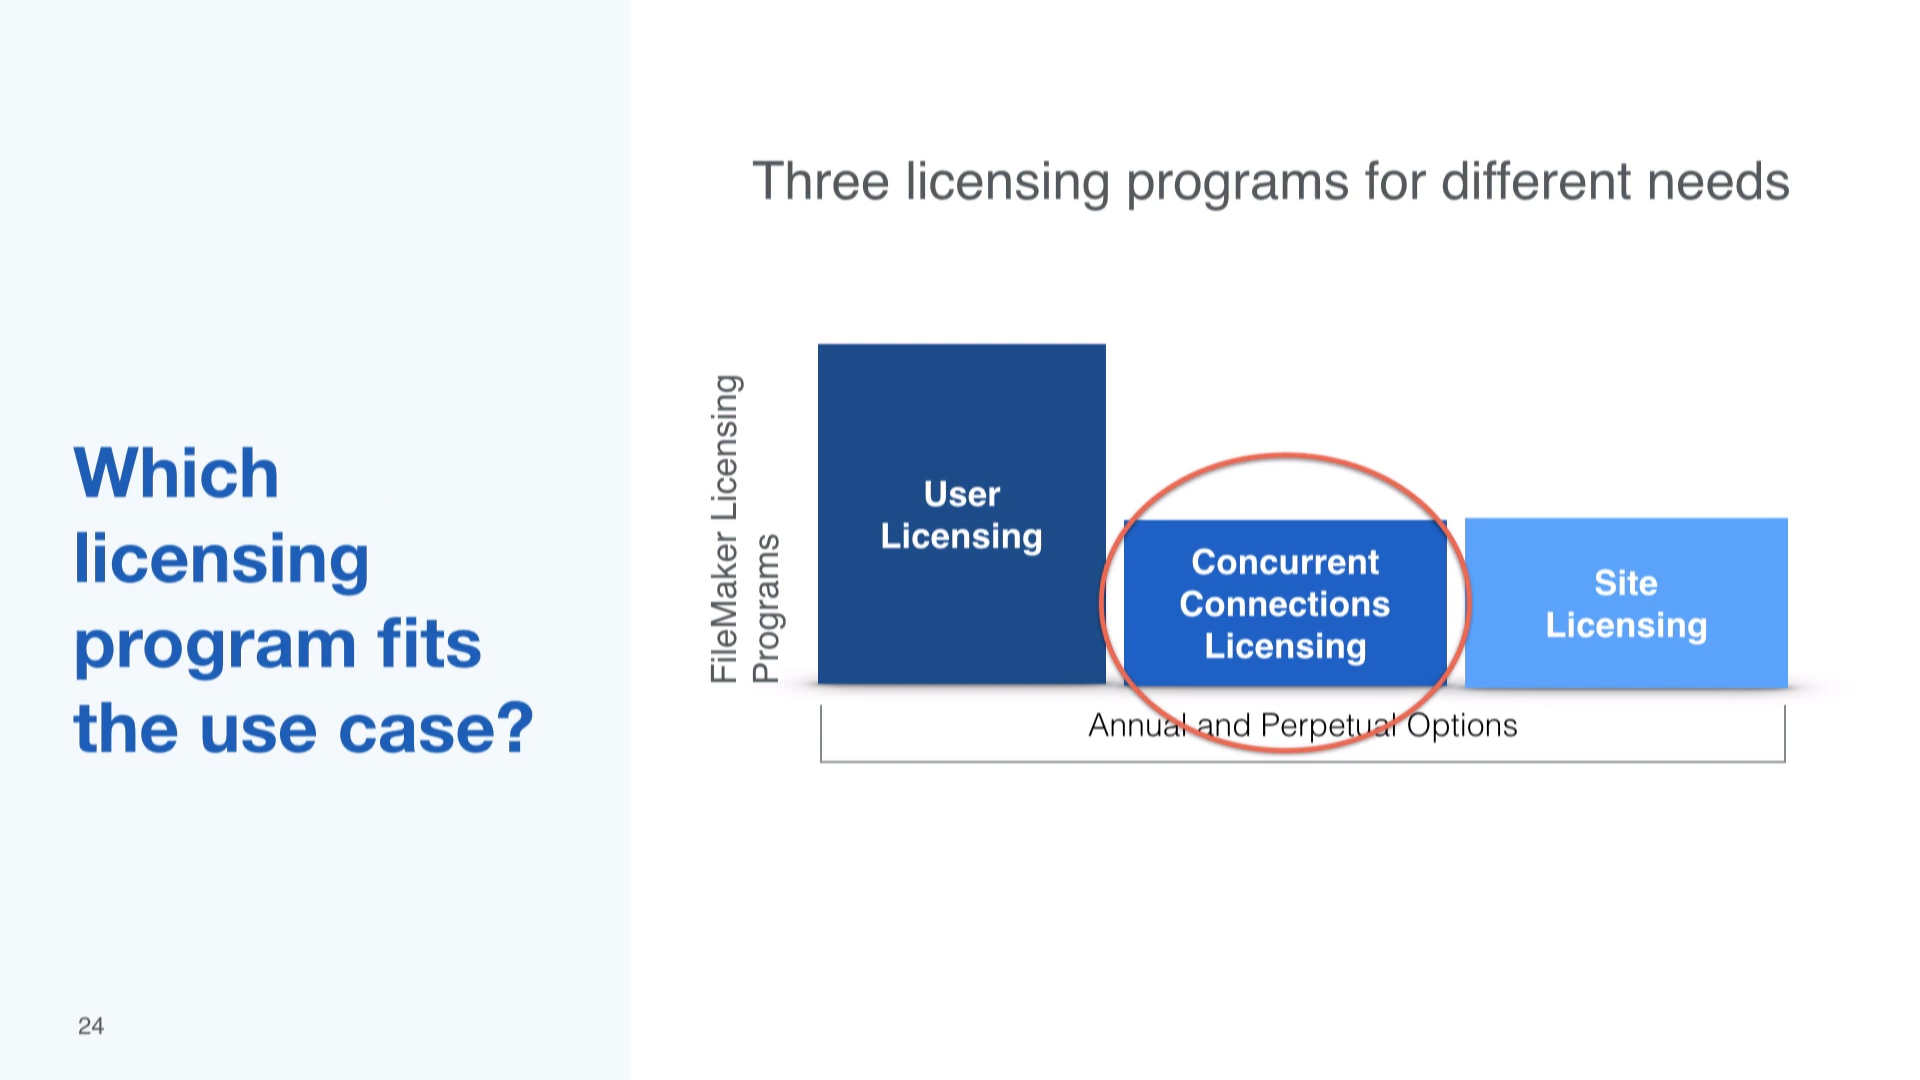 Which
licensing
program fits
the use case?
24
Three licensing programs for different needs
FileMaker Licensing
Programs
User
Licensing
Concurrent
Connections
Licensing
Site
Licensing
Annual and Perpetual Options